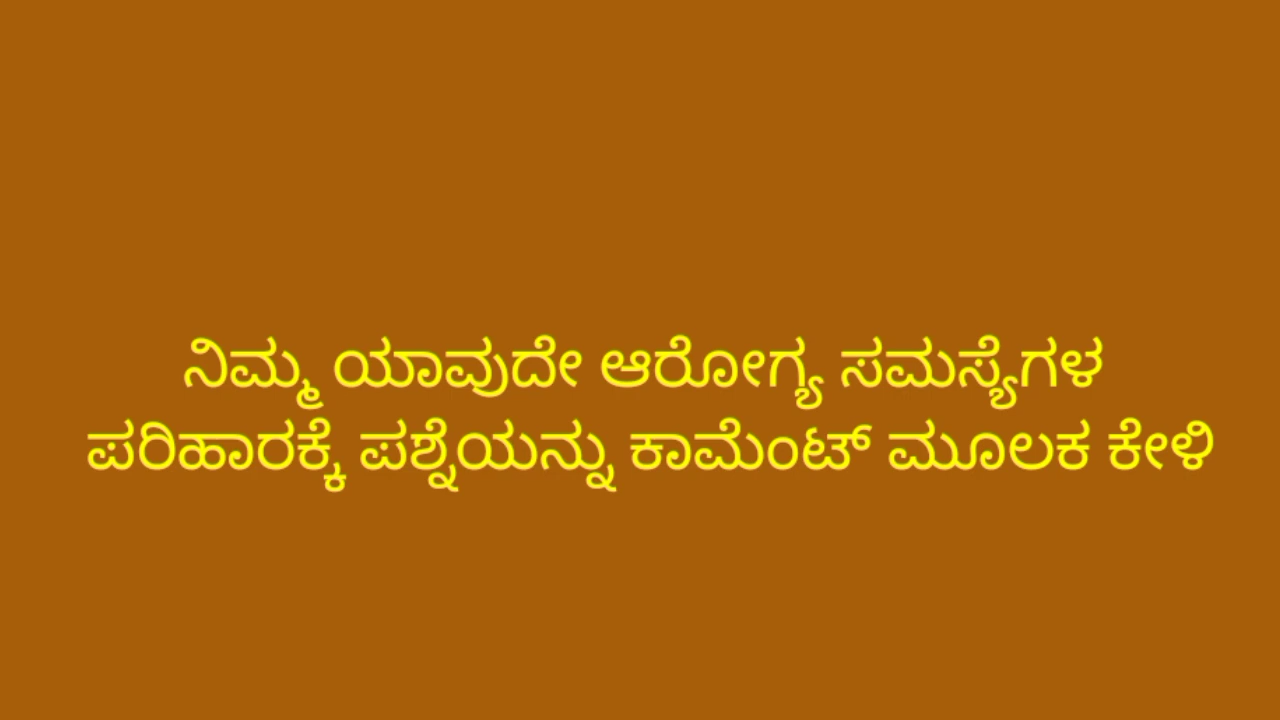 ನಿಮ್ಮ ಯಾವುದೇ ಆರೋಗ್ಯ ಸಮಸ್ಯೆಗಳ
ಪರಿಹಾರಕ್ಕೆ ಪಶ್ನೆಯನ್ನು ಕಾಮೆಂಟ್ ಮೂಲಕ ಕೇಳಿ